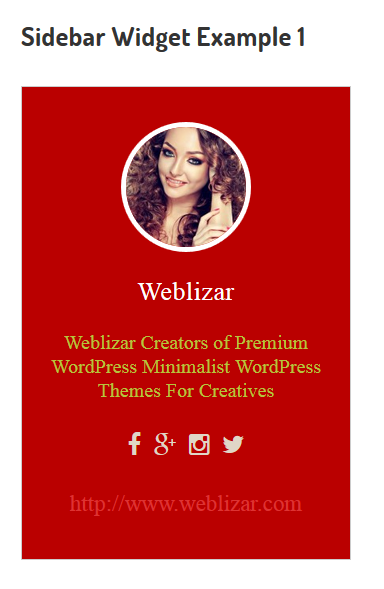 Sidebar Widget Example 1
Weblizar
Weblizar Creators of Premium
WordPress Minimalist WordPress
Themes For Creatives
http://www.weblizar.com